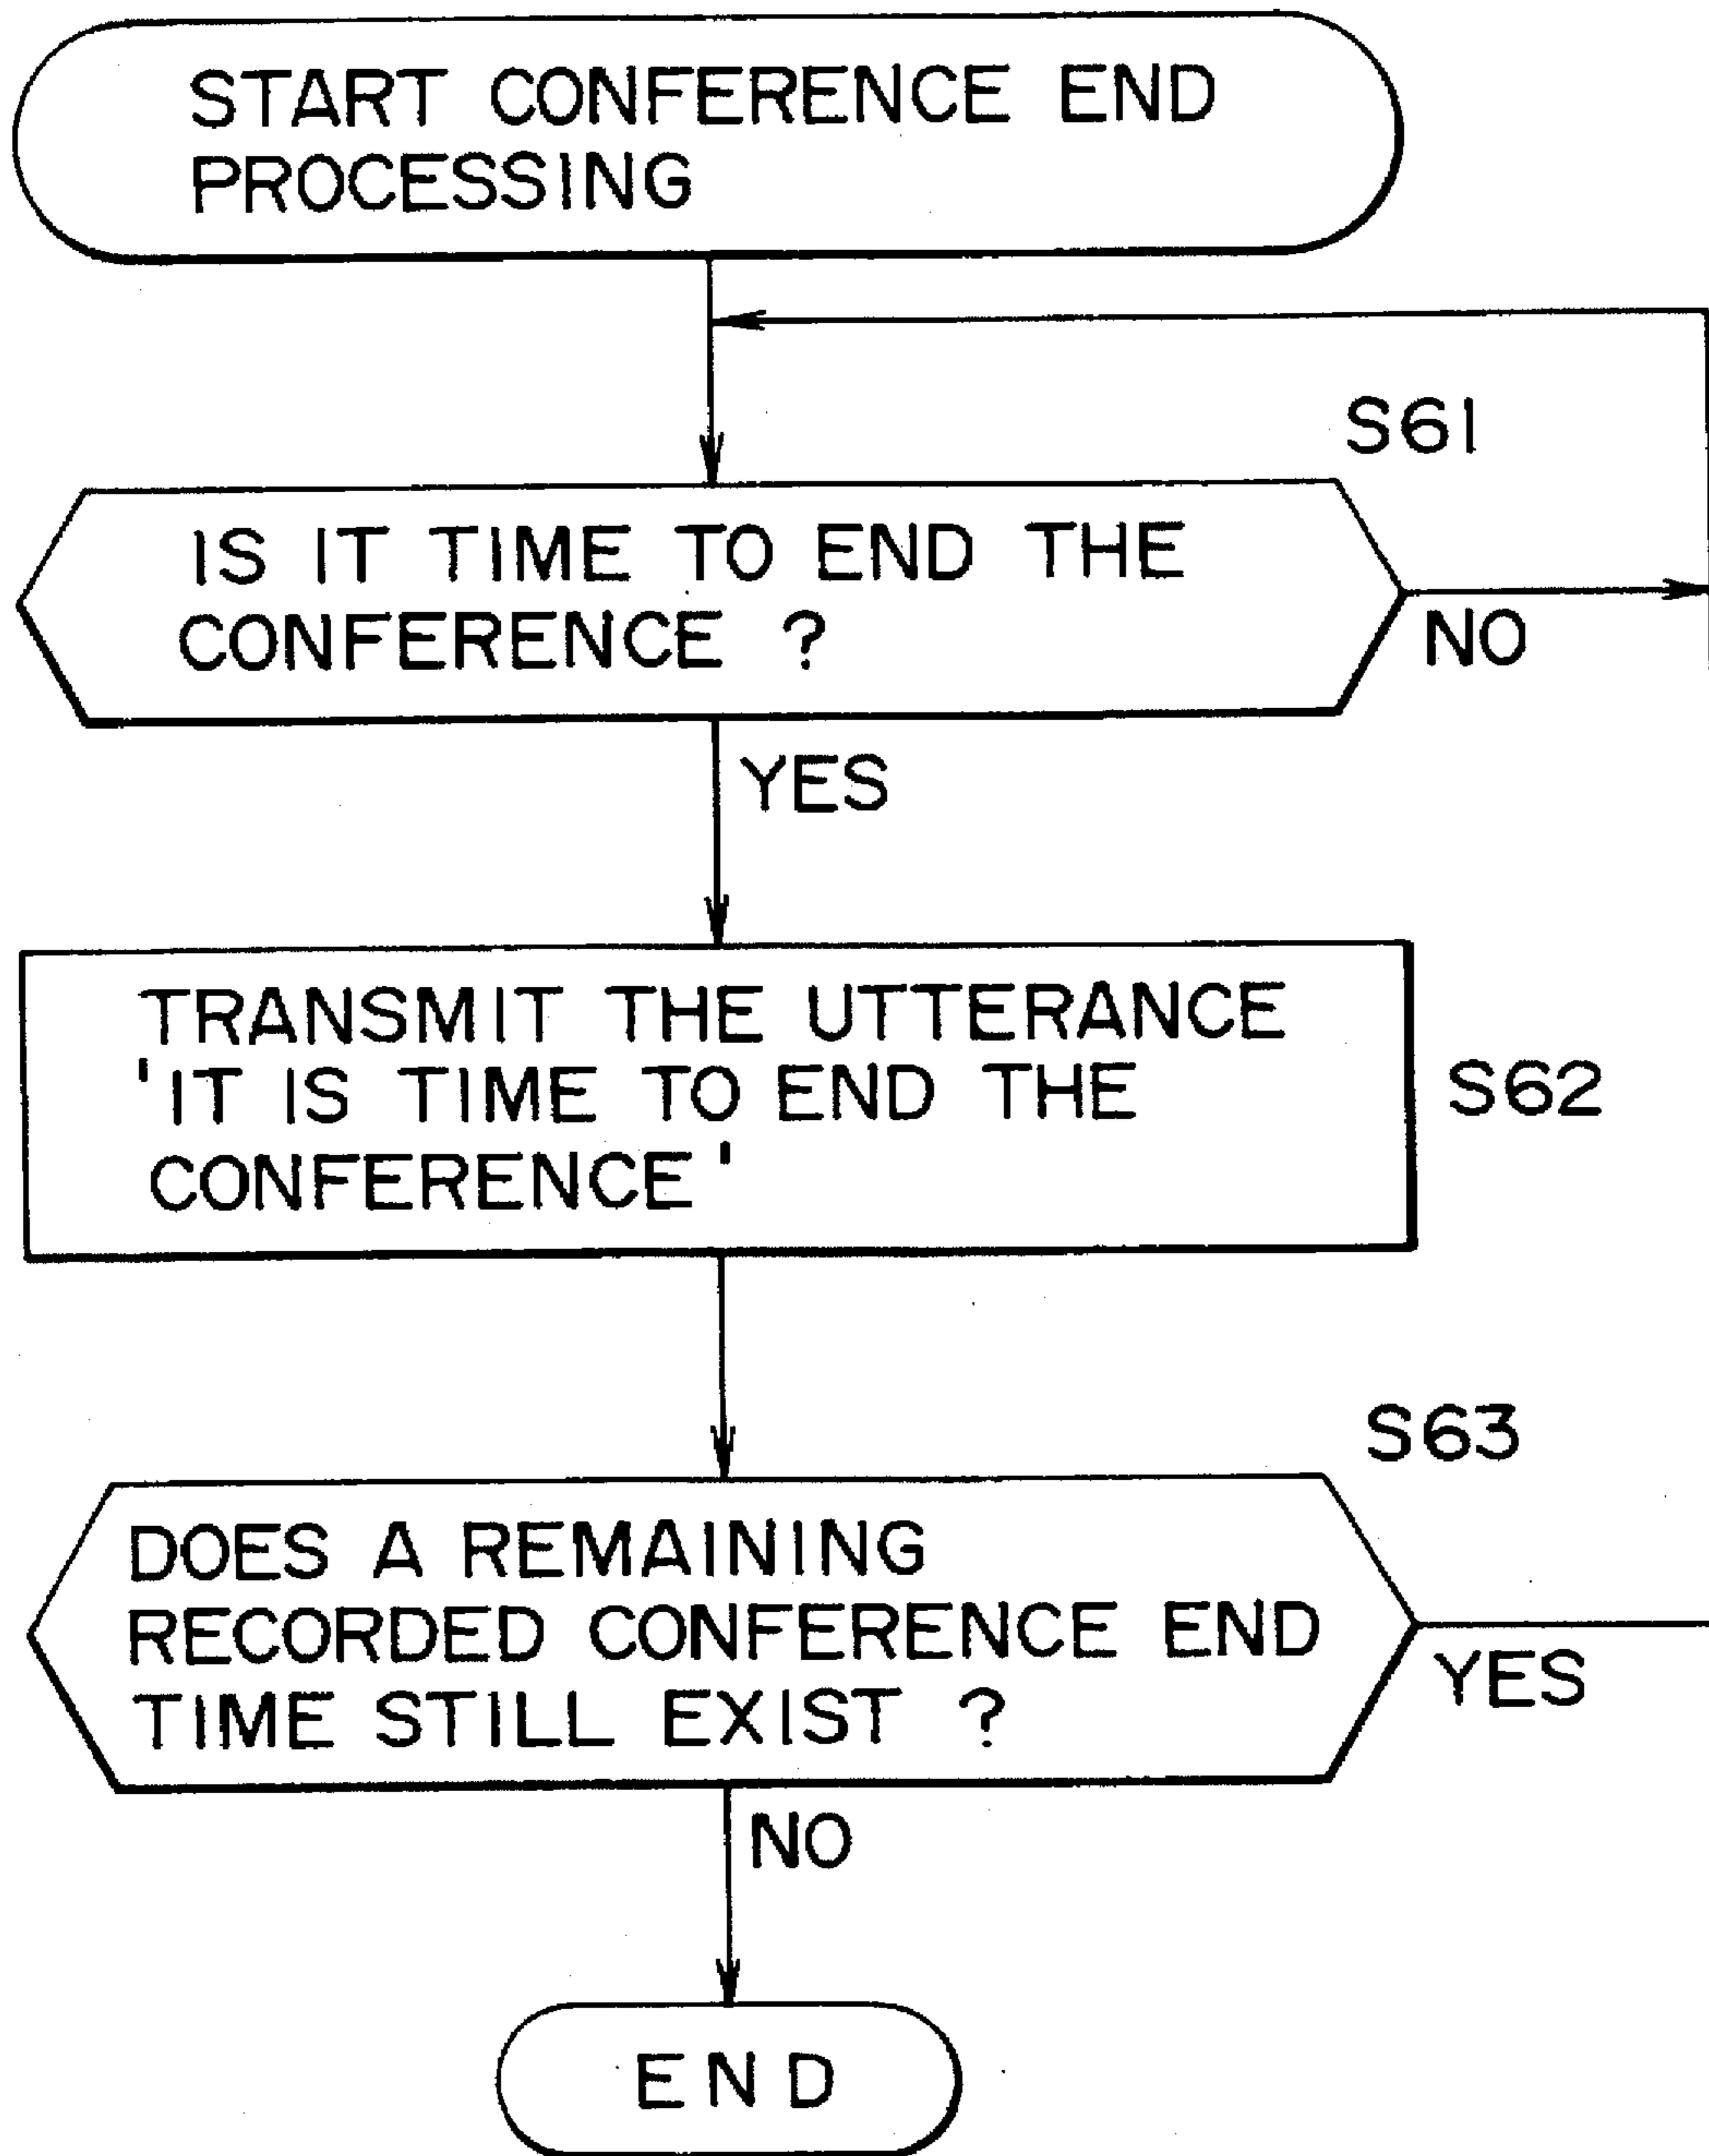 START CONFERENCE END
PROCESSING
S61
IS IT TIME TO END THE
CONFERENCE ?
NO
YES
TRANSMIT THE UTTERANCE
'IT IS TIME TO END THE
CONFERENCE'
S62
S63
DOES A REMAINING
RECORDED CONFERENCE END
TIME STILL EXIST ?
YES
NO
END